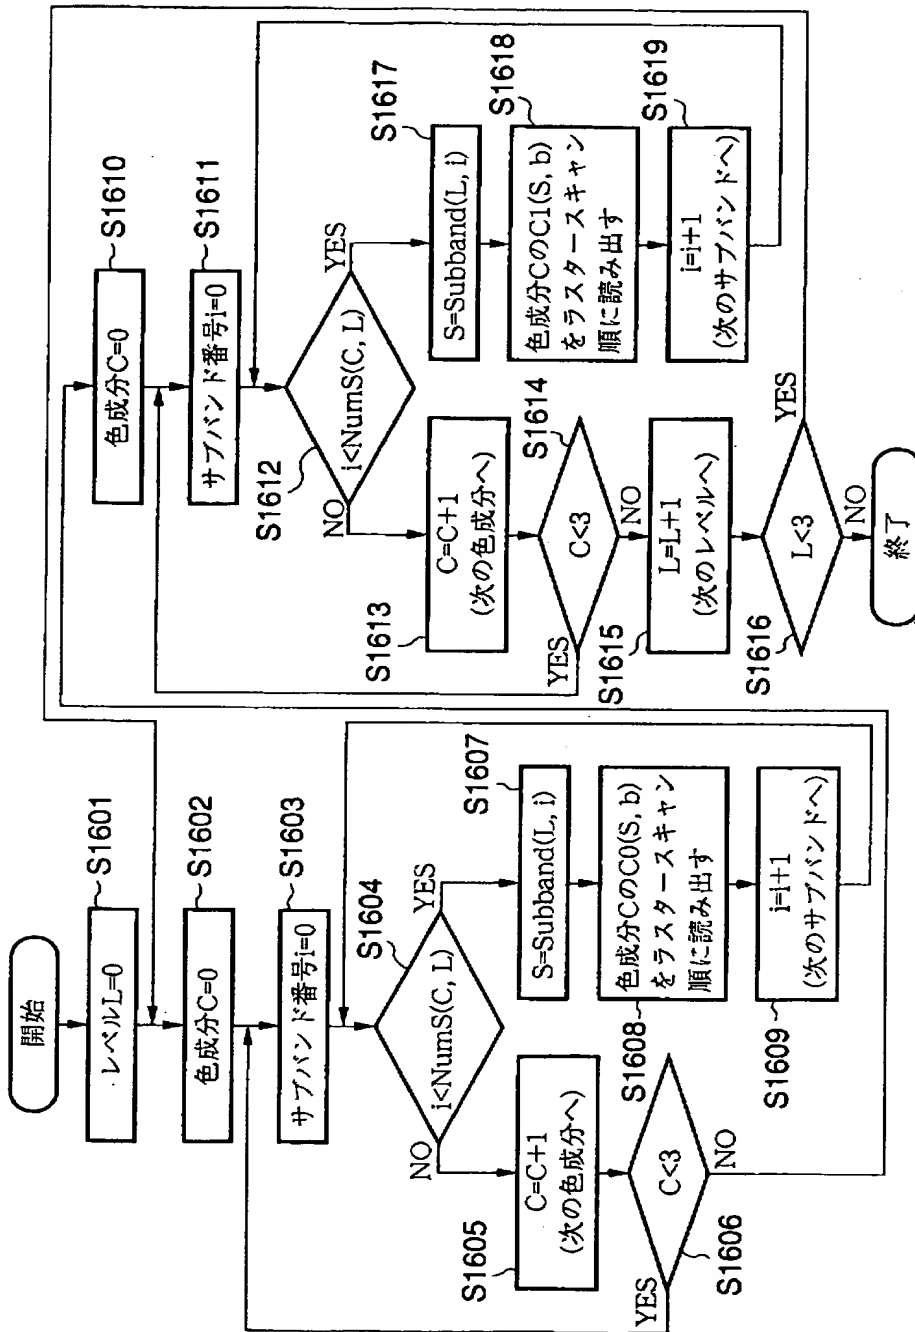 開始
レベルL=0
S1601
色成分C=0
S1602
サブバンド番号i=0
S1603
i<NumS(C, L)
S1604
YES
NO
S=Subband(L, i)
S1607
色成分CのC0(S, b)
をラスタースキャン
順に読み出す
S1608
i=i+1
(次のサブバンドへ)
S1609
C=C+1
(次の色成分へ)
S1605
C<3
S1606
YES
NO
色成分C=0
S1610
サブバンド番号i=0
S1611
i<NumS(C, L)
S1612
YES
NO
S=Subband(L, i)
S1617
色成分CのC1(S, b)
をラスタースキャン
順に読み出す
S1618
i=i+1
(次のサブバンドへ)
S1619
C=C+1
(次の色成分へ)
S1613
C<3
S1614
YES
NO
L=L+1
(次のレベルへ)
S1615
L<3
S1616
YES
NO
終了